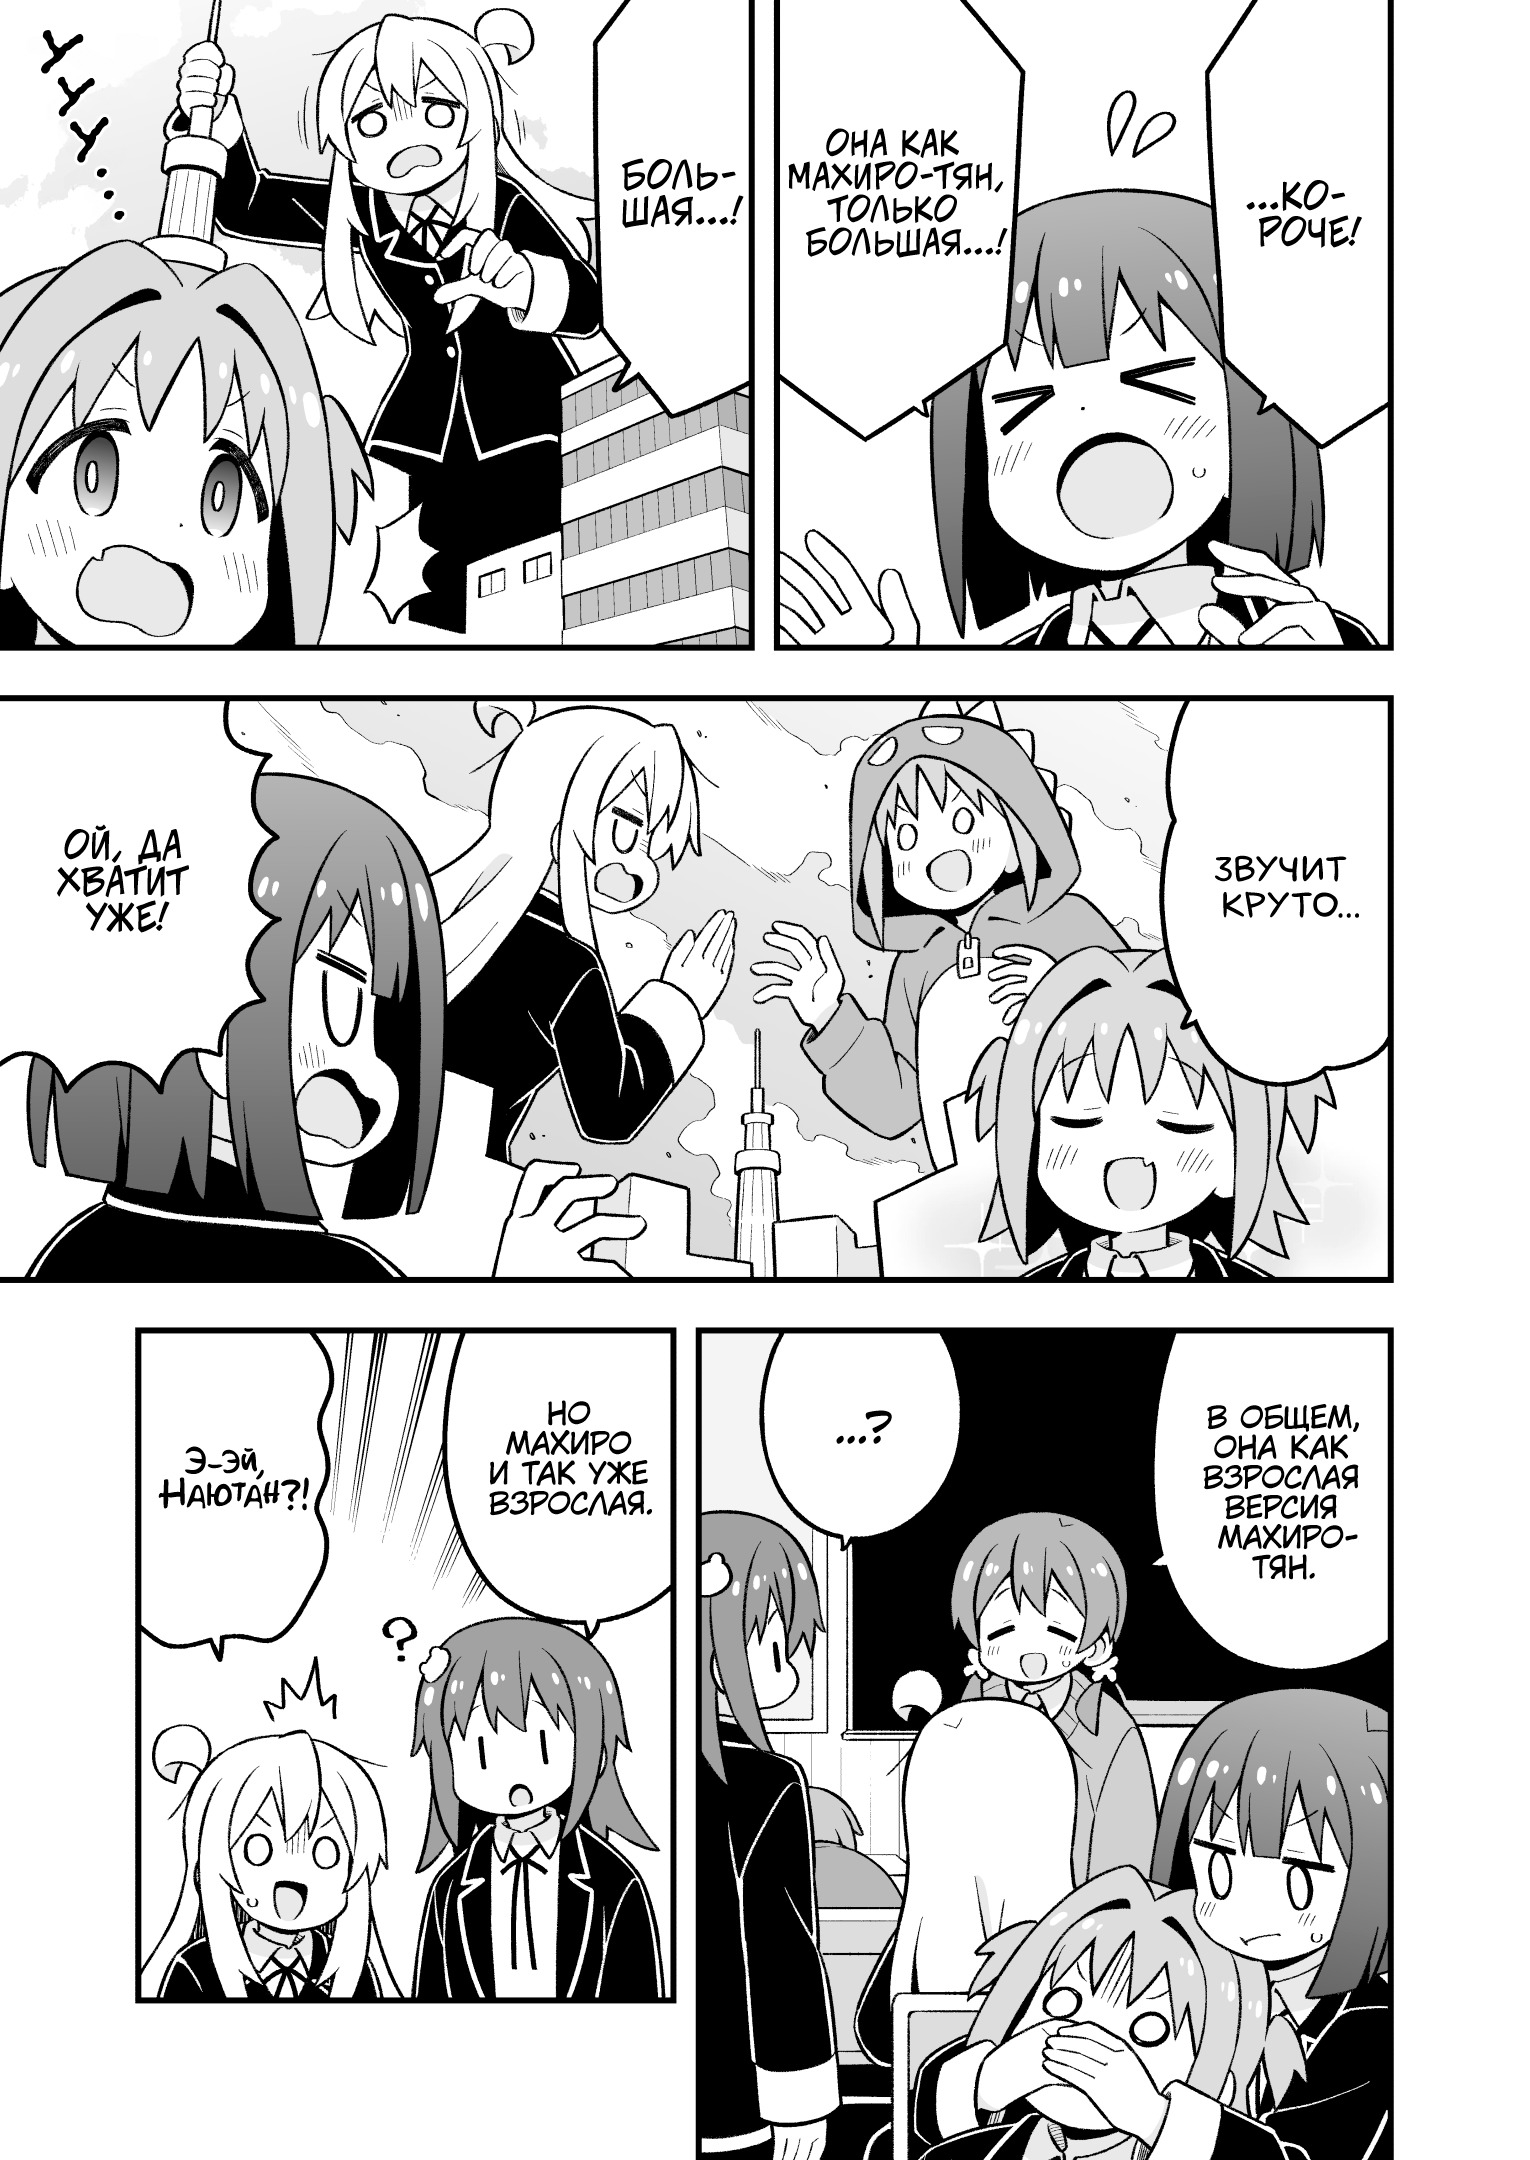 ...КО-
РОЧЕ!
ОНА КАК
МАХИРО-ТЯН,
ТОЛЬКО
БОЛЬШАЯ...!
БОЛЬ-
ШАЯ...!
ЗВУЧИТ
КРУТО...
ОЙ, ДА
ХВАТИТ
УЖЕ!
В ОБЩЕМ,
ОНА КАК
ВЗРОСЛАЯ
ВЕРСИЯ
МАХИРО-
ТЯН.
...?
НО
МАХИРО
И ТАК УЖЕ
ВЗРОСЛАЯ.
?
Э-ЭЙ,
НАЮТАН?!